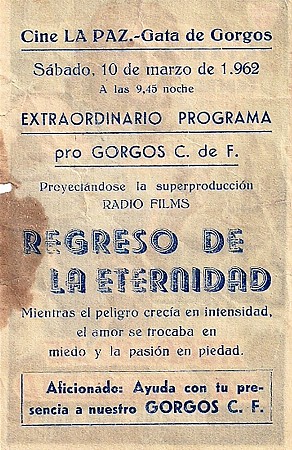 Cine LA PAZ.-Gata de Gorgos
Sábado, 10 de marzo de 1.962
A las 9,45 noche
EXTRAORDINARIO PROGRAMA
pro GORGOS C. de F.
Proyectándose la superproducción
RADIO FILMS
REGRESO DE
LA ETERNIDAD
Mientras el peligro crecía en intensidad,
el amor se trocaba en
miedo y la pasión en piedad.
Aficionado: Ayuda con tu pre-
sencia a nuestro GORGOS C. F.